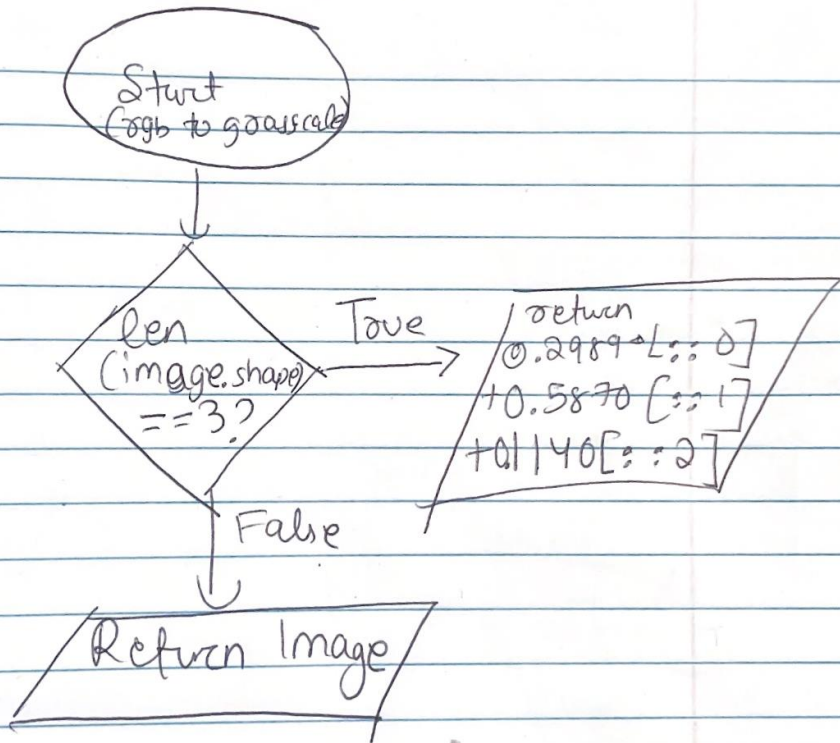 Start
(rgb to grasscale)
len
(image.shape)
==3?
True
return
0.2989*[:: 0]
+0.5870 [:: 1]
+0.1140[: :2]
False
Return Image